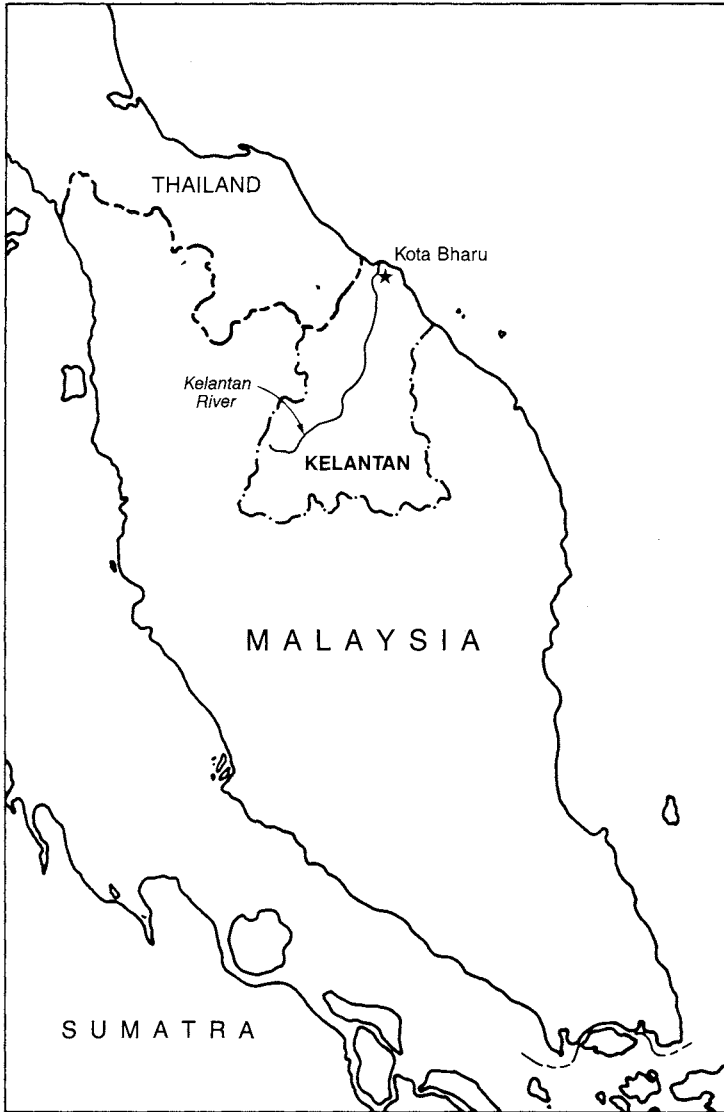 THAILAND
Kota Bharu
Kelantan
River
KELANTAN
MALAYSIA
SUMATRA